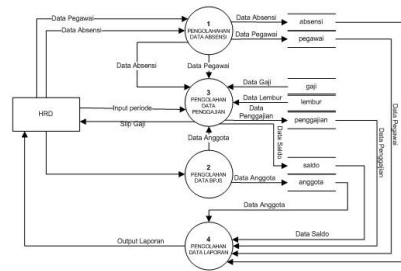 Data Pegawai
Data Absensi
1
PENGOLAHAHAN
DATA ABSENSI
Data Absensi
absensi
Data Pegawai
pegawai
Data
Absensi
Data
Pegawai
Data Gaji
gaji
Data Lembur
lembur
3
PENGOLAHAN
DATA
PENGGAJIAN
Data
Penggajian
penggajian
HRD
Input periode
Slip Gaji
Data Anggota
Data Saldo
2
PENGOLAHAN
DATA BPJS
saldo
Data Anggota
anggota
Data Pegawai
Data Penggajian
Data Anggota
4
PENGOLAHAN
DATA LAPORAN
Output Laporan
Data Saldo